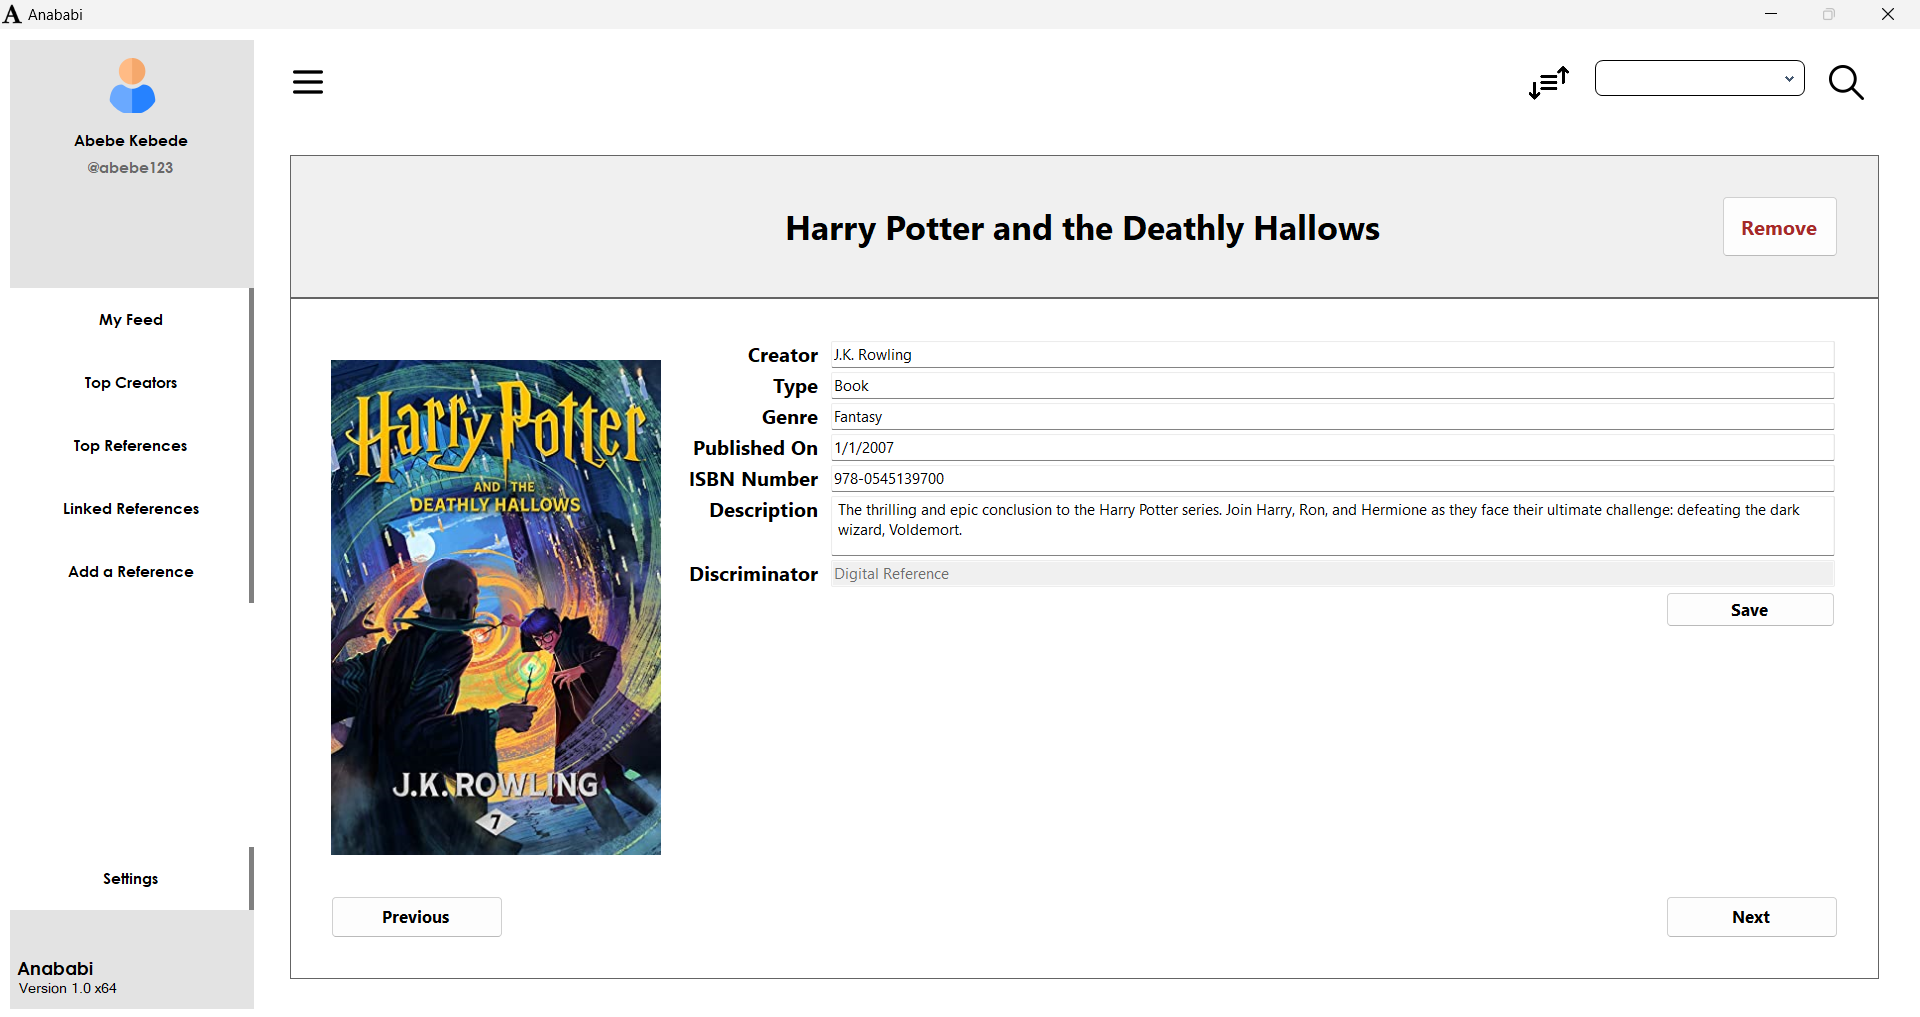 A Anababi
Abebe Kebede
@abebe123
My Feed
Top Creators
Top References
Linked References
Add a Reference
Settings
Anababi
Version 1.0 x64
Harry Potter and the Deathly Hallows
Remove
Harry Potter
AND THE
DEATHLY HALLOWS
J.K. ROWLING
7
Creator J.K. Rowling
Type Book
Genre Fantasy
Published On 1/1/2007
ISBN Number 978-0545139700
Description The thrilling and epic conclusion to the Harry Potter series. Join Harry, Ron, and Hermione as they face their ultimate challenge: defeating the dark
wizard, Voldemort.
Discriminator Digital Reference
Save
Previous
Next